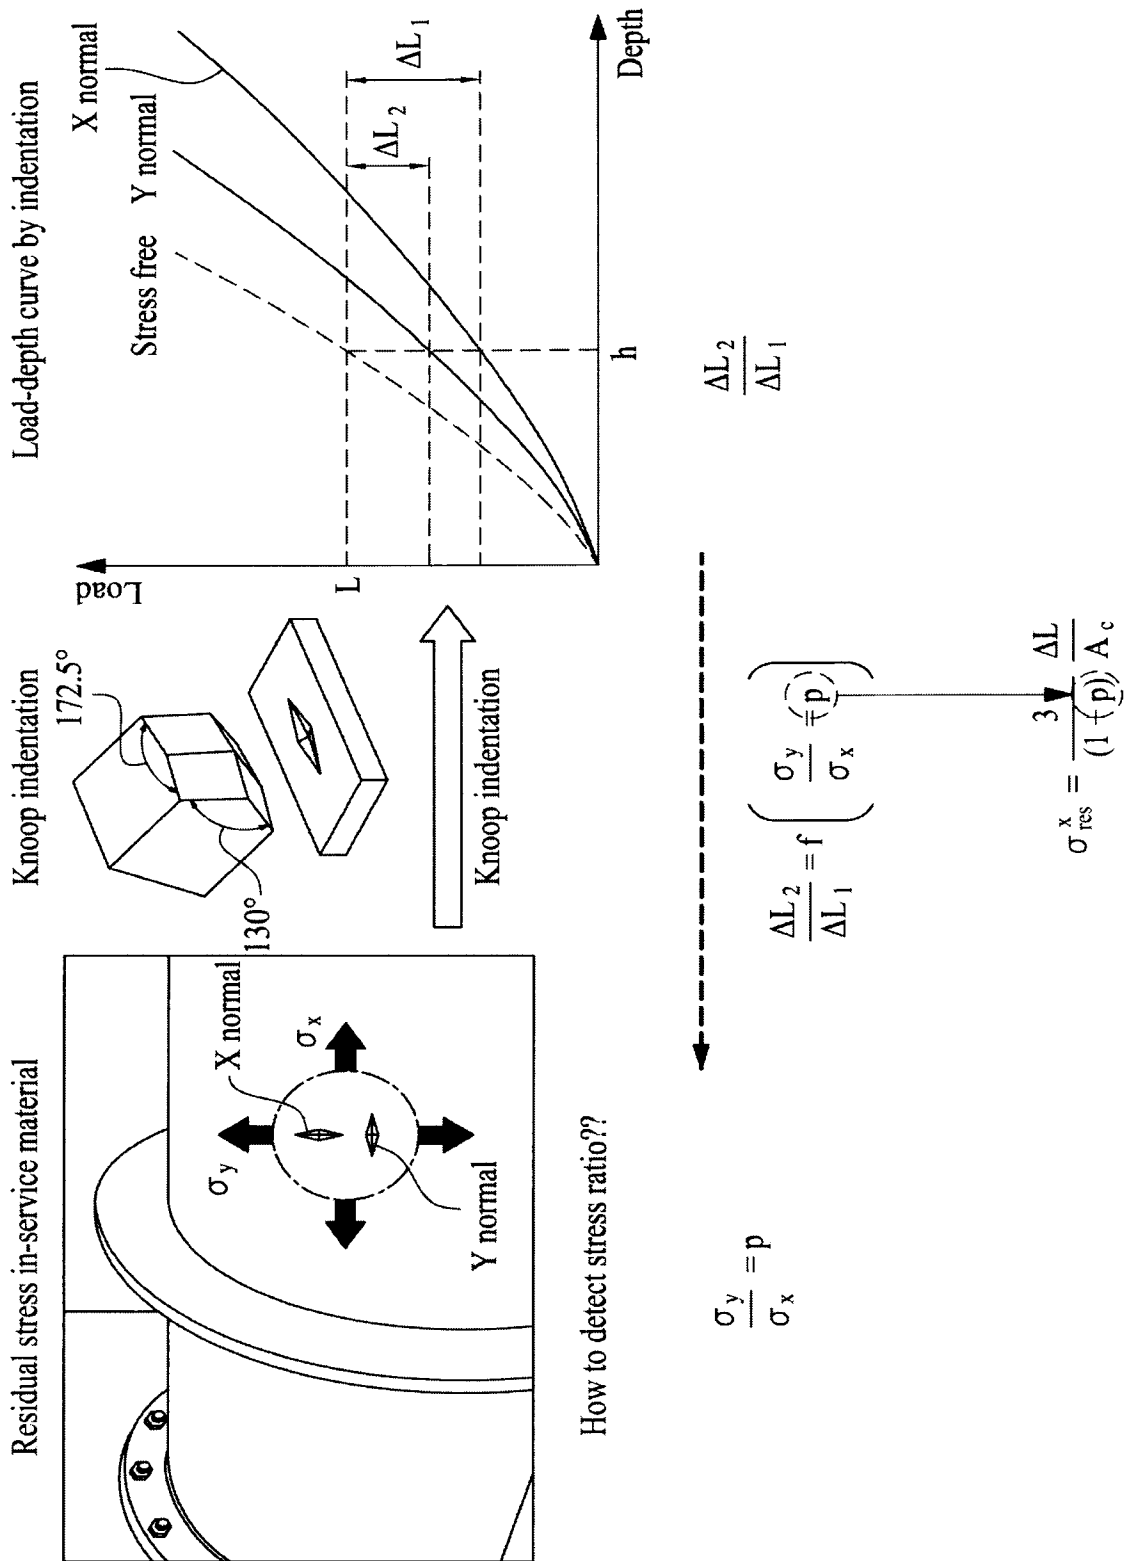 Residual stress in-service material
Knoop indentation
Load-depth curve by indentation
σy
σx
X normal
Y normal
130°
172.5°
Knoop indentation
Load
L
Stress free
Y normal
X normal
ΔL2
ΔL1
h
Depth
How to detect stress ratio??
σy/σx = p
ΔL2/ΔL1 = f(σy/σx = p)
ΔL2/ΔL1
σ^x_res = 3/(1+p) ΔL/Ac